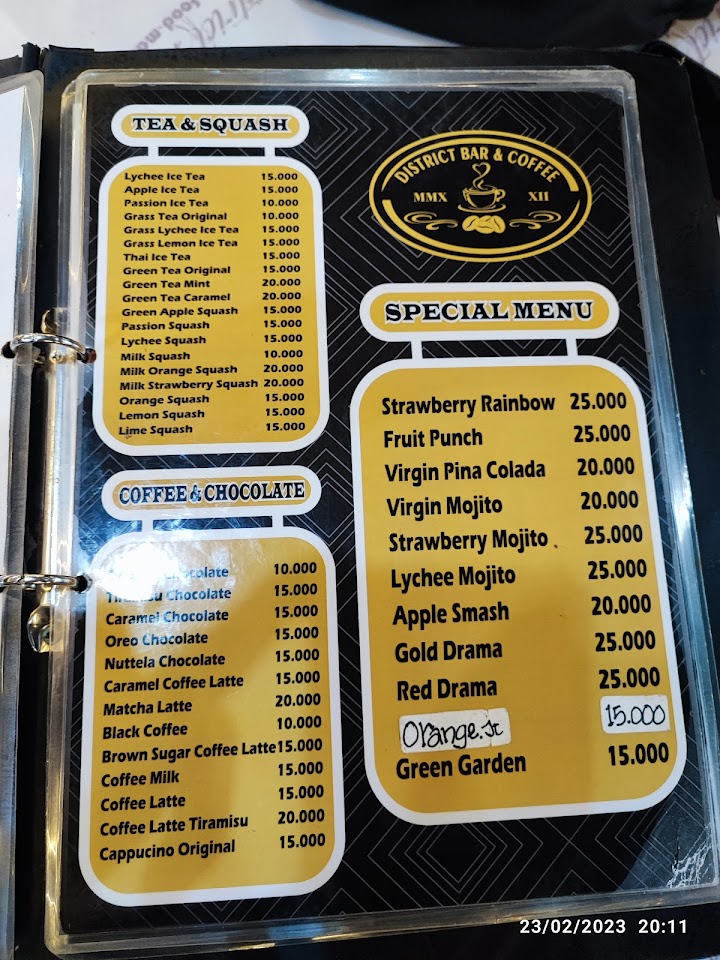 TEA & SQUASH
Lychee Ice Tea 15.000
Apple Ice Tea 15.000
Passion Ice Tea 10.000
Grass Tea Original 10.000
Grass Lychee Ice Tea 15.000
Grass Lemon Ice Tea 15.000
Thai Ice Tea 15.000
Green Tea Original 15.000
Green Tea Mint 20.000
Green Tea Caramel 20.000
Green Apple Squash 15.000
Passion Squash 15.000
Lychee Squash 15.000
Milk Squash 10.000
Milk Orange Squash 20.000
Milk Strawberry Squash 20.000
Orange Squash 15.000
Lemon Squash 15.000
Lime Squash 15.000
COFFEE & CHOCOLATE
Chocolate 10.000
Tiramisu Chocolate 15.000
Caramel Chocolate 15.000
Oreo Chocolate 15.000
Nuttela Chocolate 15.000
Caramel Coffee Latte 15.000
Matcha Latte 20.000
Black Coffee 10.000
Brown Sugar Coffee Latte 15.000
Coffee Milk 15.000
Coffee Latte 15.000
Coffee Latte Tiramisu 20.000
Cappucino Original 15.000
DISTRICT BAR & COFFEE
MMX XII
SPECIAL MENU
Strawberry Rainbow 25.000
Fruit Punch 25.000
Virgin Pina Colada 20.000
Virgin Mojito 20.000
Strawberry Mojito 25.000
Lychee Mojito 25.000
Apple Smash 20.000
Gold Drama 25.000
Red Drama 25.000
Orange.Jc 15.000
Green Garden 15.000
23/02/2023 20:11